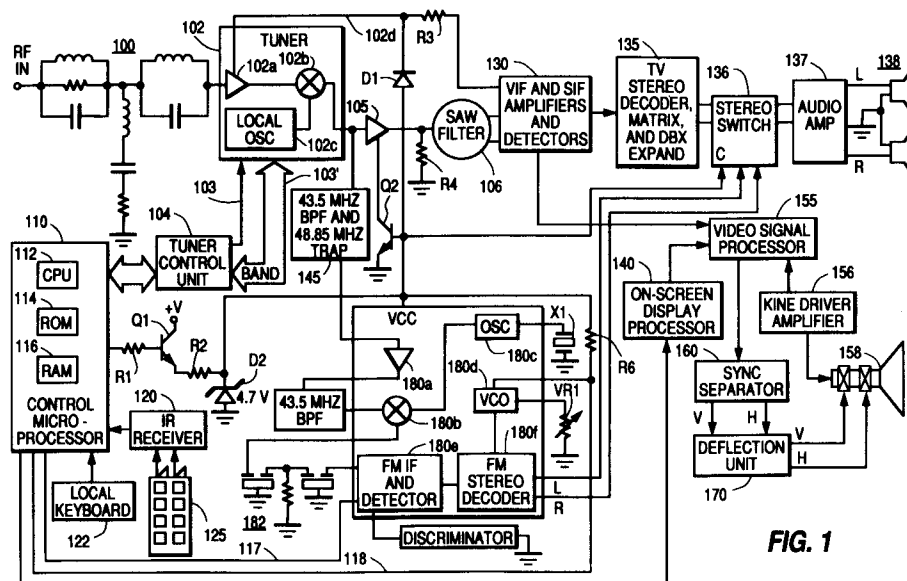 RF
IN
100
102
102d
TUNER
102a
102b
LOCAL
OSC
102c
R3
D1
105
130
VIF AND SIF
AMPLIFIERS
AND
DETECTORS
SAW
FILTER
106
R4
135
TV
STEREO
DECODER,
MATRIX,
AND DBX
EXPAND
136
STEREO
SWITCH
C
137
AUDIO
AMP
L
R
138
103
103'
110
112
CPU
114
ROM
116
RAM
CONTROL
MICRO-
PROCESSOR
104
TUNER
CONTROL
UNIT
BAND
43.5 MHZ
BPF AND
48.85 MHZ
TRAP
145
Q2
+V
Q1
R1
R2
D2
4.7 V
120
IR
RECEIVER
LOCAL
KEYBOARD
122
125
VCC
OSC
180c
X1
180a
180d
43.5 MHZ
BPF
180b
VCO
VR1
180e
180f
FM IF
AND
DETECTOR
FM
STEREO
DECODER
L
R
182
DISCRIMINATOR
117
118
R6
155
VIDEO SIGNAL
PROCESSOR
140
ON-SCREEN
DISPLAY
PROCESSOR
156
KINE DRIVER
AMPLIFIER
160
SYNC
SEPARATOR
158
V
H
DEFLECTION
UNIT
170
V
H
FIG. 1